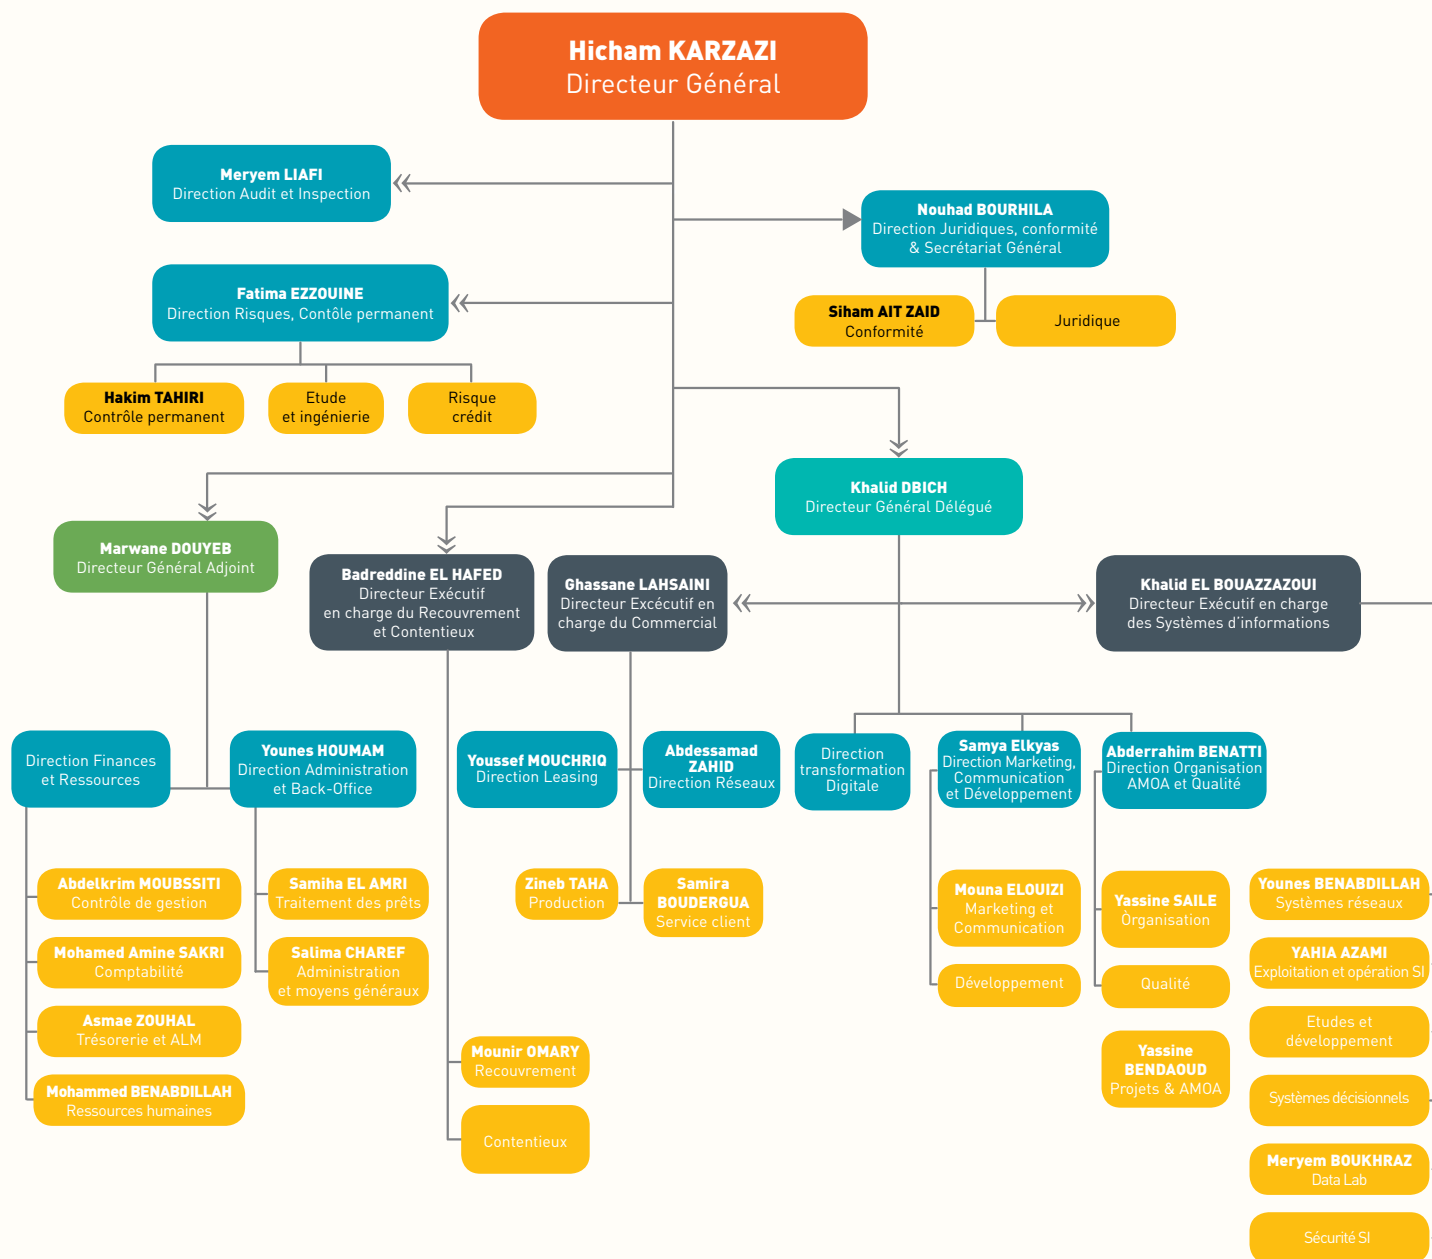 Hicham KARZAZI
Directeur Général
Meryem LIAFI
Direction Audit et Inspection
Nouhad BOURHILA
Direction Juridiques, conformité
& Secrétariat Général
Fatima EZZOUINE
Direction Risques, Contôle permanent
Siham AIT ZAID
Conformité
Juridique
Hakim TAHIRI
Contrôle permanent
Etude
et ingénierie
Risque
crédit
Khalid DBICH
Directeur Général Délégué
Marwane DOUYEB
Directeur Général Adjoint
Badreddine EL HAFED
Directeur Exécutif
en charge du Recouvrement
et Contentieux
Ghassane LAHSAINI
Directeur Excécutif en
charge du Commercial
Khalid EL BOUAZZAZOUI
Directeur Exécutif en charge
des Systèmes d'informations
Direction Finances
et Ressources
Younes HOUMAM
Direction Administration
et Back-Office
Youssef MOUCHRIQ
Direction Leasing
Abdessamad
ZAHID
Direction Réseaux
Direction
transformation
Digitale
Samya Elkyas
Direction Marketing,
Communication
et Développement
Abderrahim BENATTI
Direction Organisation
AMOA et Qualité
Abdelkrim MOUBSSITI
Contrôle de gestion
Mohamed Amine SAKRI
Comptabilité
Asmae ZOUHAL
Trésorerie et ALM
Mohammed BENABDILLAH
Ressources humaines
Samiha EL AMRI
Traitement des prêts
Salima CHAREF
Administration
et moyens généraux
Mounir OMARY
Recouvrement
Contentieux
Zineb TAHA
Production
Samira
BOUDERGUA
Service client
Mouna ELOUIZI
Marketing et
Communication
Développement
Yassine SAILE
Òrganisation
Qualité
Yassine
BENDAOUD
Projets & AMOA
Younes BENABDILLAH
Systèmes réseaux
YAHIA AZAMI
Exploitation et opération SI
Etudes et
développement
Systèmes décisionnels
Meryem BOUKHRAZ
Data Lab
Sécurité SI